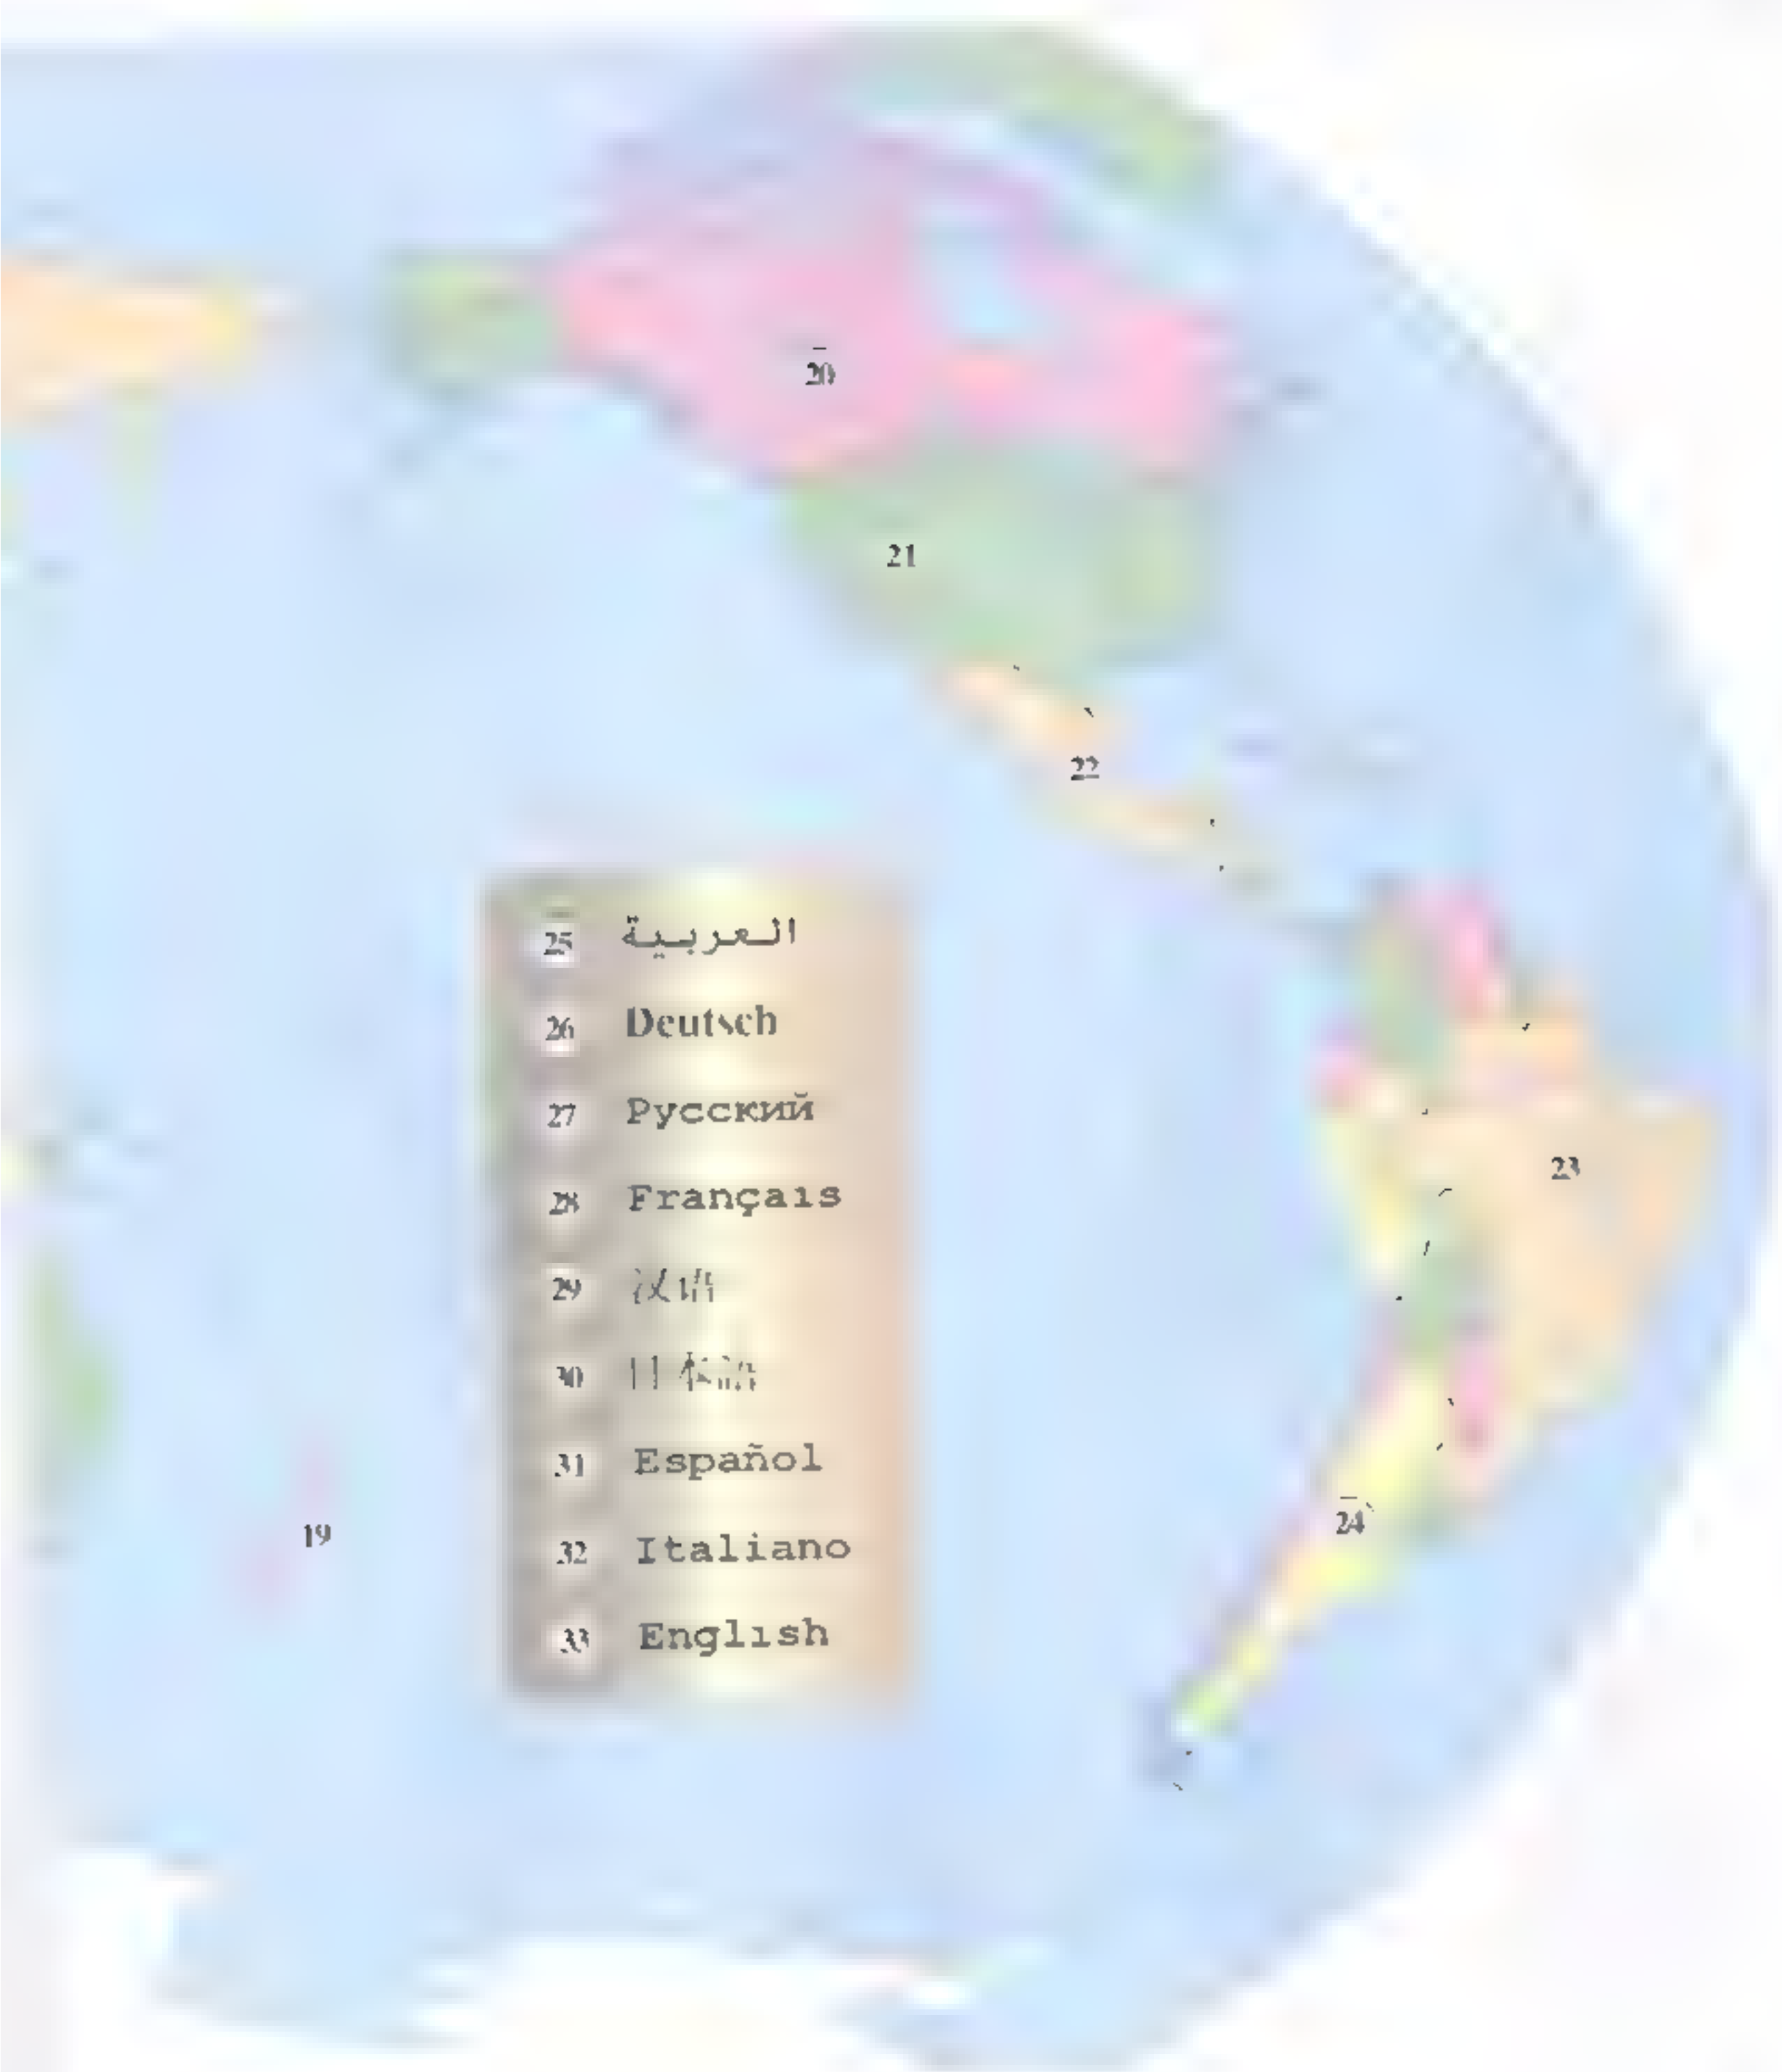 20
21
22
25 العربية
26 Deutsch
23
27 Русский
28 Français
29 汉语
30 日本語
31 Español
19
24
32 Italiano
33 English